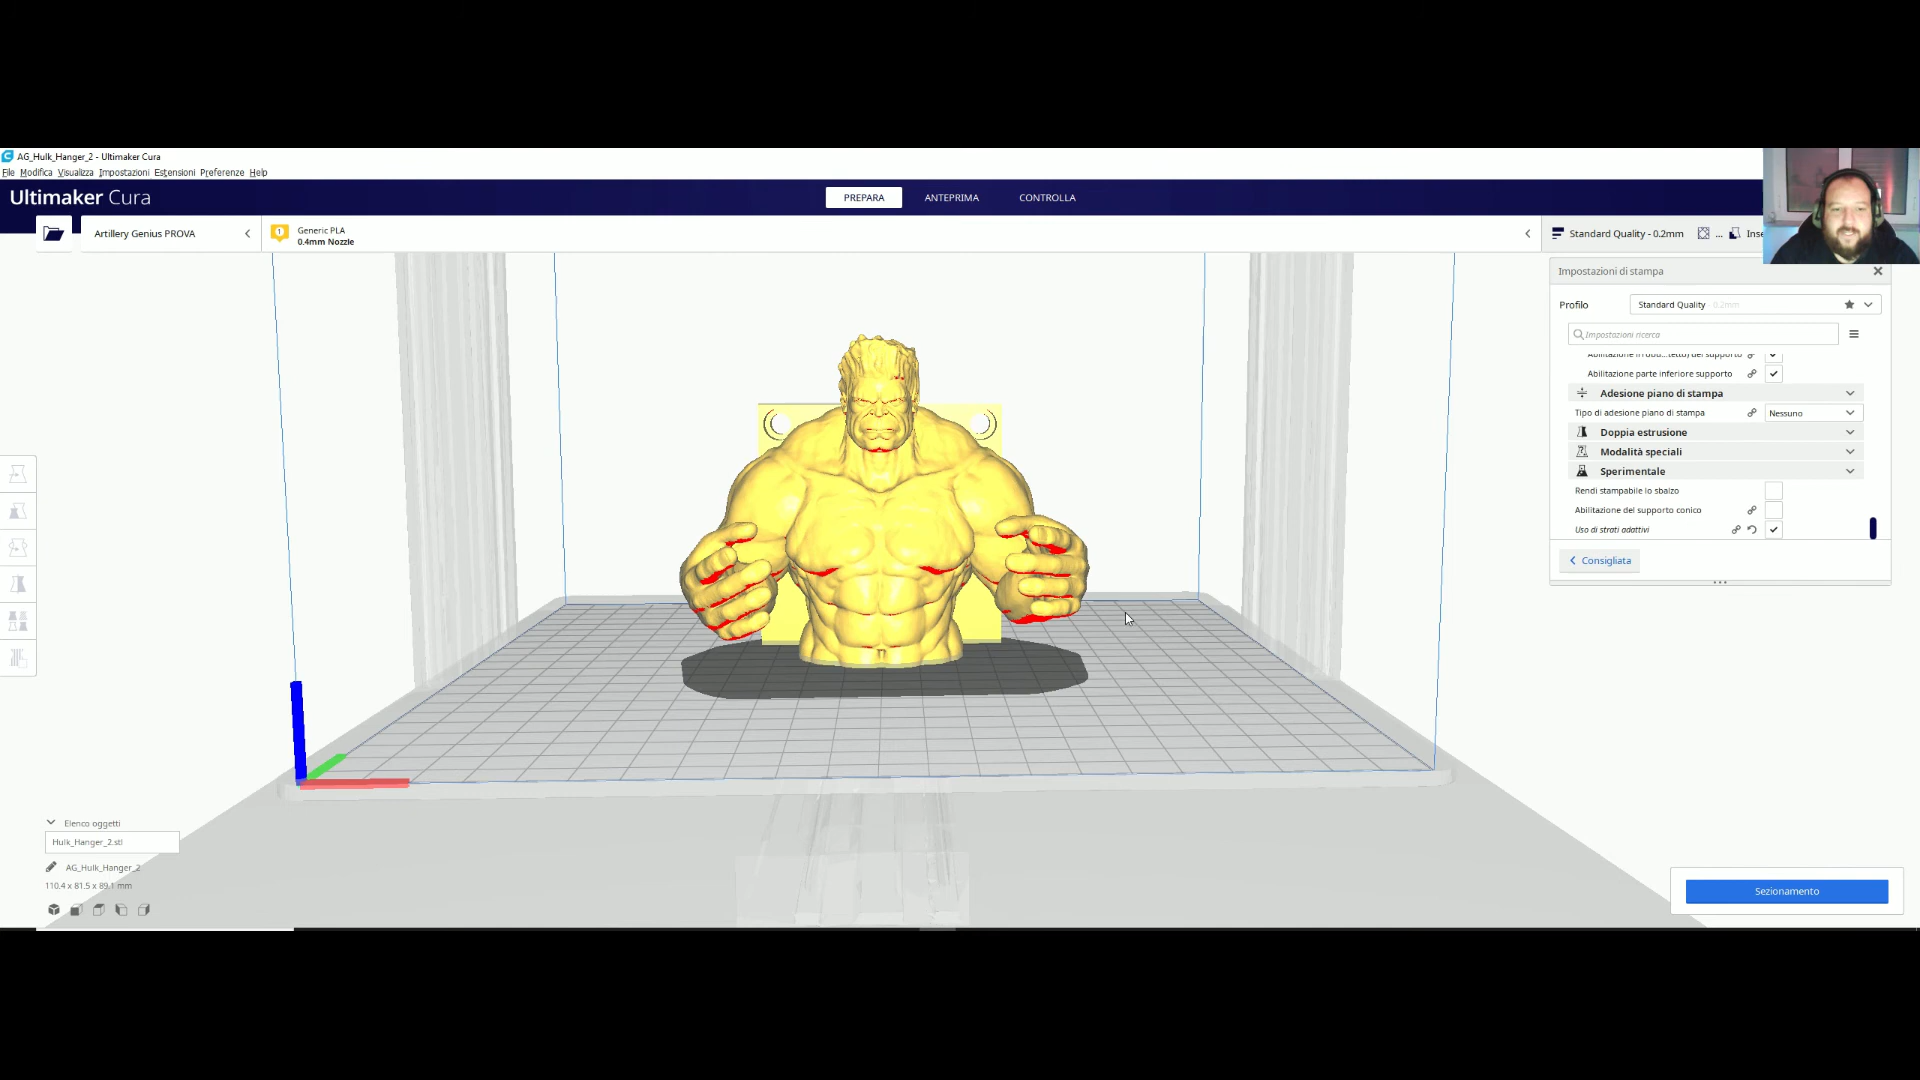 AG_Hulk_Hanger_2 - Ultimaker Cura
File Modifica Visualizza Impostazioni Estensioni Preferenze Help
Ultimaker Cura
PREPARA ANTEPRIMA CONTROLLA
Artillery Genius PROVA
1
Generic PLA
0.4mm Nozzle
Standard Quality - 0.2mm ...
Impostazioni di stampa
Profilo Standard Quality - 0.2mm
Impostazioni ricerca
Abilitazione parte inferiore supporto
Adesione piano di stampa
Tipo di adesione piano di stampa Nessuno
Doppia estrusione
Modalità speciali
Sperimentale
Rendi stampabile lo sbalzo
Abilitazione del supporto conico
Uso di strati adattivi
Consigliata
Elenco oggetti
Hulk_Hanger_2.stl
AG_Hulk_Hanger_2
110.4 x 81.5 x 89.1 mm
Sezionamento